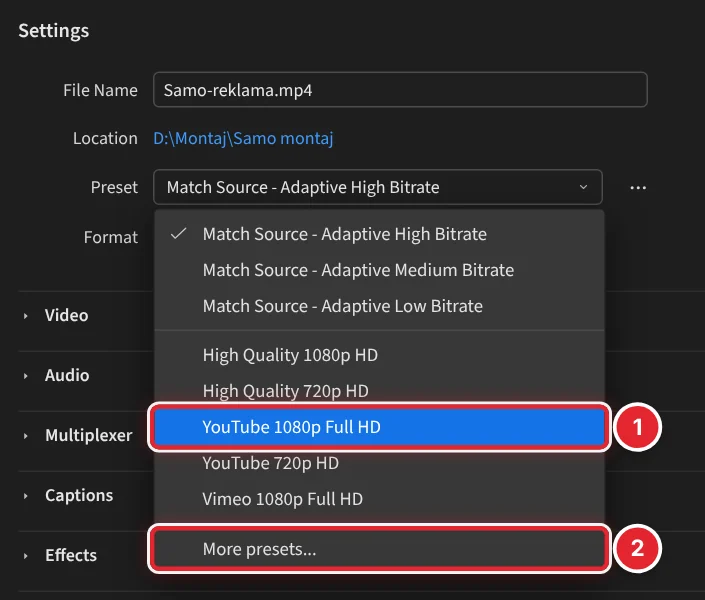 Settings
File Name
Samo-reklama.mp4
Location
D:\Montaj\Samo montaj
Preset
Match Source - Adaptive High Bitrate
Format
Match Source - Adaptive High Bitrate
Match Source - Adaptive Medium Bitrate
Match Source - Adaptive Low Bitrate
Video
High Quality 1080p HD
Audio
High Quality 720p HD
YouTube 1080p Full HD
1
Multiplexer
YouTube 720p HD
Captions
Vimeo 1080p Full HD
More presets...
2
Effects